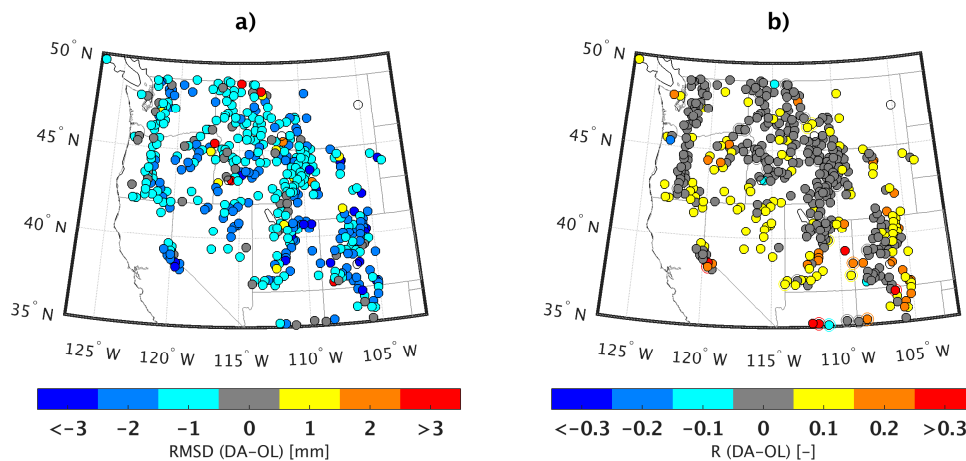 a)
50° N
45° N
40° N
35° N
125° W
120° W
115° W
110° W
105° W
<-3 -2 -1 0 1 2 >3
RMSD (DA-OL) [mm]
b)
50° N
45° N
40° N
35° N
125° W
120° W
115° W
110° W
105° W
<-0.3 -0.2 -0.1 0 0.1 0.2 >0.3
R (DA-OL) [-]